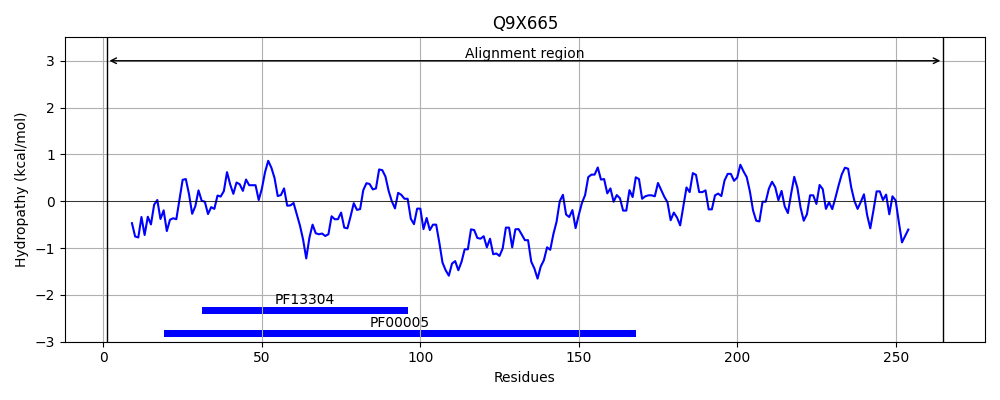 Q9X665
Alignment region
3
2
1
0
−1
−2
−3
Hydropathy (kcal/mol)
PF13304
PF00005
0 50 100 150 200 250
Residues